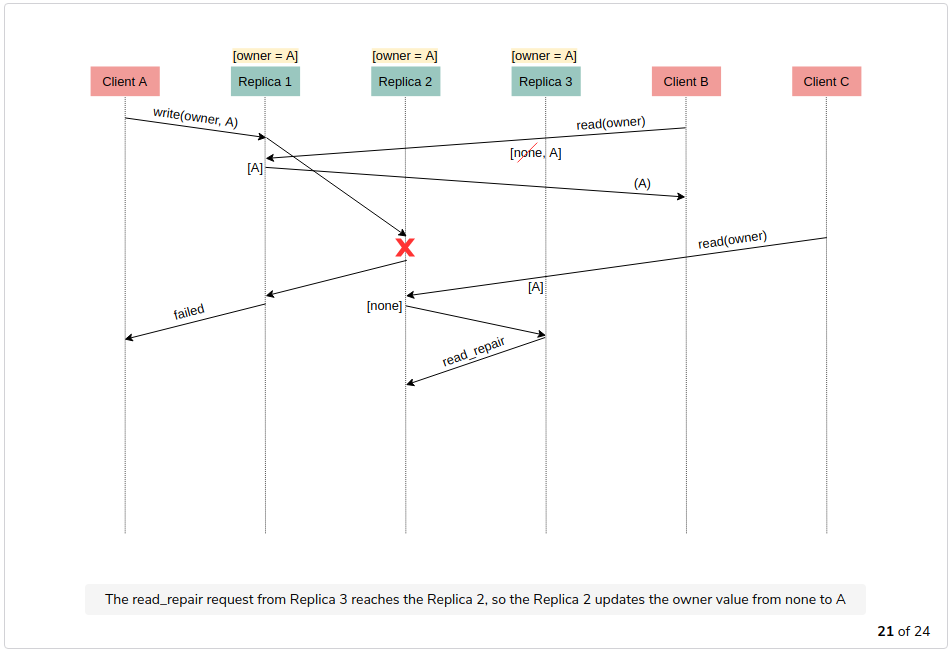 [owner = A] [owner = A] [owner = A]
Client A Replica 1 Replica 2 Replica 3 Client B Client C
write(owner, A)
read(owner)
[none, A]
[A]
(A)
read(owner)
[A]
[none]
failed
read_repair
The read_repair request from Replica 3 reaches the Replica 2, so the Replica 2 updates the owner value from none to A
21 of 24